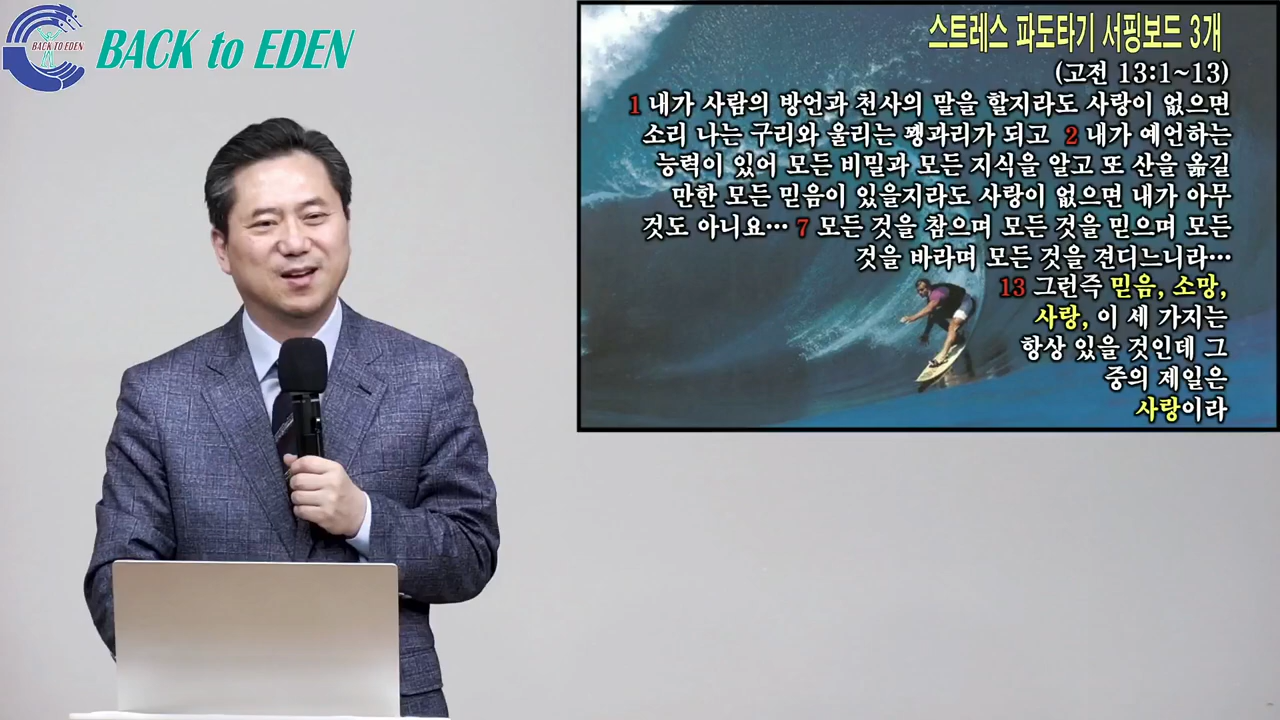 BACK TO EDEN
BACK to EDEN
스트레스 파도타기 서핑보드 3개
(고전 13:1~13)
1 내가 사람의 방언과 천사의 말을 할지라도 사랑이 없으면
소리 나는 구리와 울리는 꽹과리가 되고 2 내가 예언하는
능력이 있어 모든 비밀과 모든 지식을 알고 또 산을 옮길
만한 모든 믿음이 있을지라도 사랑이 없으면 내가 아무
것도 아니요… 7 모든 것을 참으며 모든 것을 믿으며 모든
것을 바라며 모든 것을 견디느니라…
13 그런즉 믿음, 소망,
사랑, 이 세 가지는
항상 있을 것인데 그
중의 제일은
사랑이라